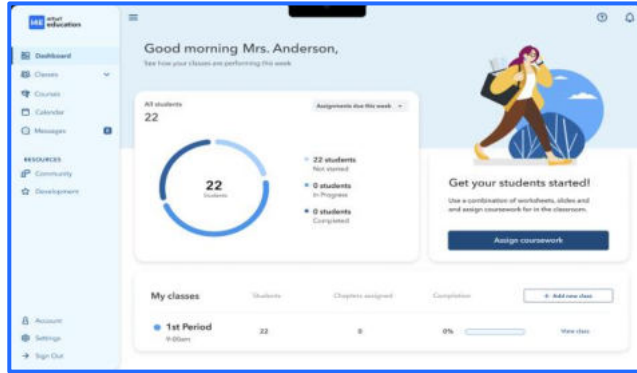 intuit
education
Dashboard
Classes
Courses
Calendar
Messages
RESOURCES
Community
Development
Account
Settings
Sign Out
Good morning Mrs. Anderson,
See how your classes are performing this week
All students
22
Assignments due this week
22
Students
22 students
Not started
0 students
In Progress
0 students
Completed
Get your students started!
Use a combination of worksheets, slides and
and assign coursework for in the classroom.
Assign coursework
My classes Students Chapters assigned Completion + Add new class
1st Period 22 0 0% View class
9:00am